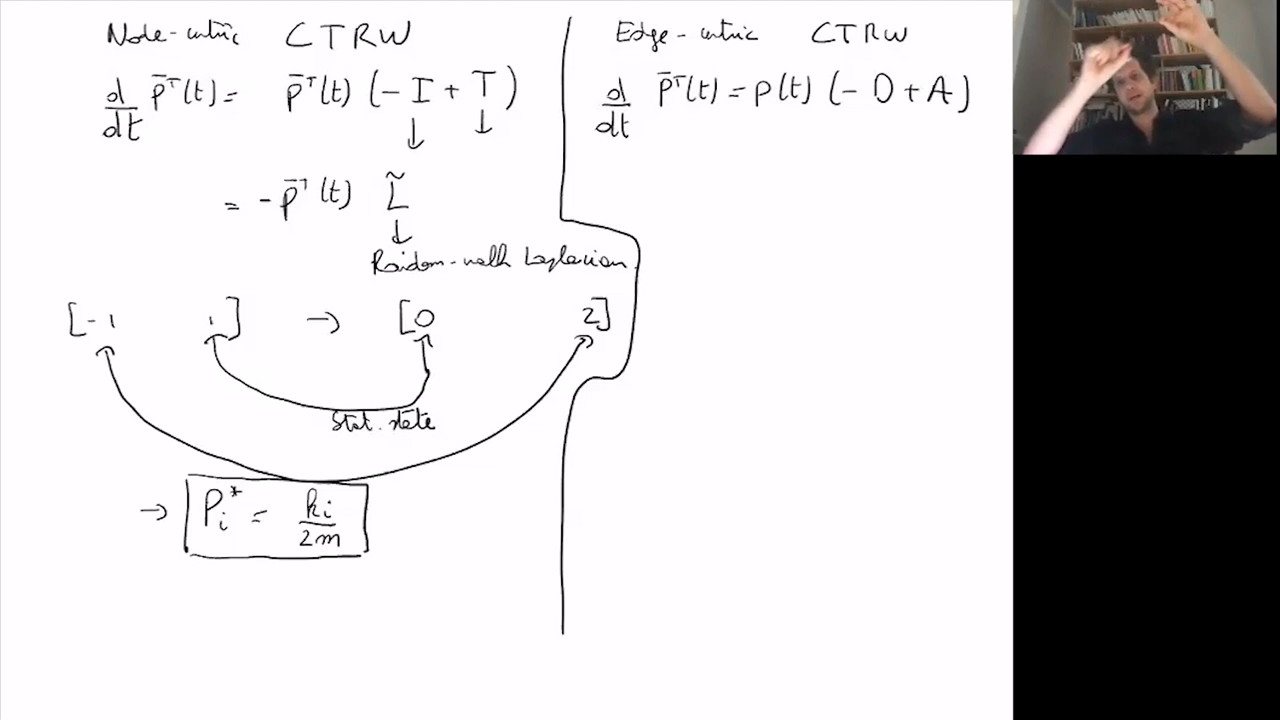 Node-centric CTRW
d/dt p̄ᵀ(t) = p̄ᵀ(t) (- I + T)
= - p̄ᵀ(t) L̃
Random-walk Laplacian
[-1 1] → [0 2]
Stat. state
→ Pᵢ* = kᵢ/2m
Edge-centric CTRW
d/dt p̄ᵀ(t) = p(t) (- D + A)